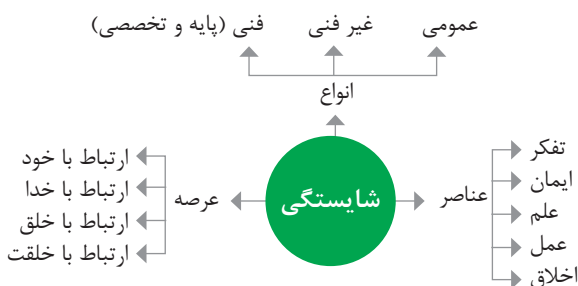 عمومی
غیر فنی
فنی (پایه و تخصصی)
انواع
شایستگی
عناصر
تفکر
ایمان
علم
عمل
اخلاق
عرصه
ارتباط با خود
ارتباط با خدا
ارتباط با خلق
ارتباط با خلقت